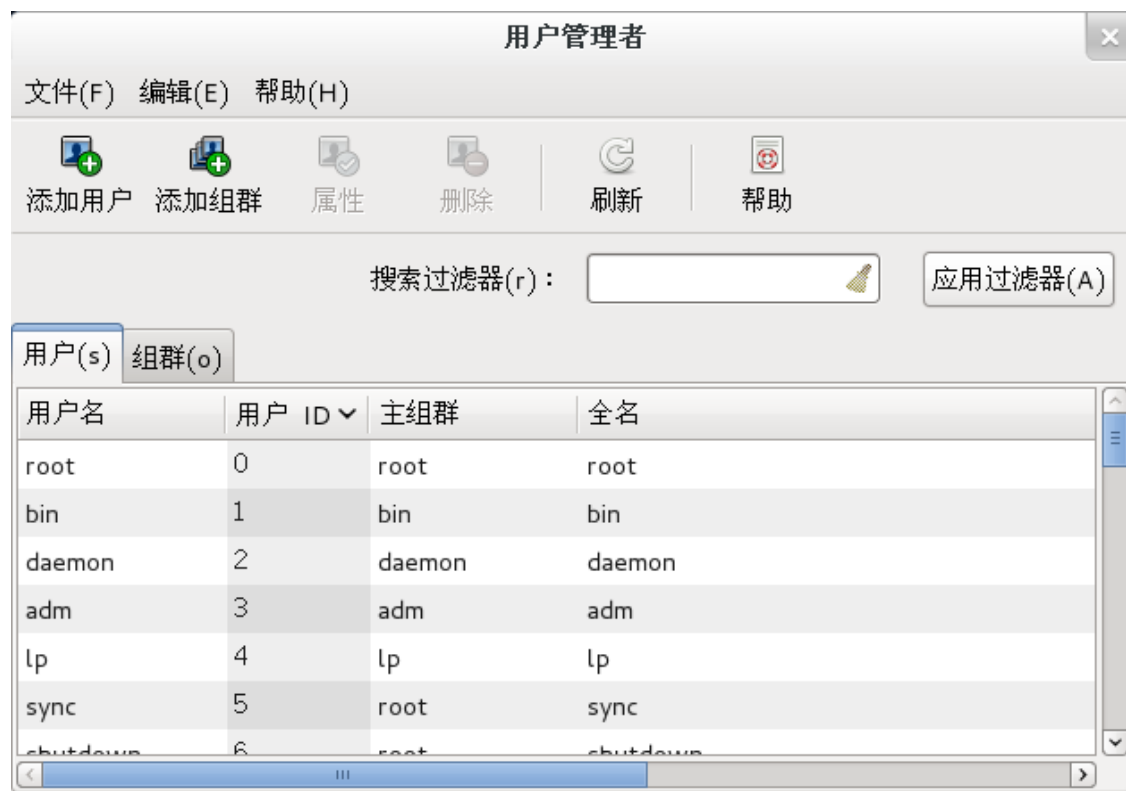 用户管理者
文件(F) 编辑(E) 帮助(H)
添加用户 添加组群 属性 删除 刷新 帮助
搜索过滤器(r)： 应用过滤器(A)
用户(s) 组群(o)
用户名 用户 ID 主组群 全名
root 0 root root
bin 1 bin bin
daemon 2 daemon daemon
adm 3 adm adm
lp 4 lp lp
sync 5 root sync
shutdown 6 root shutdown